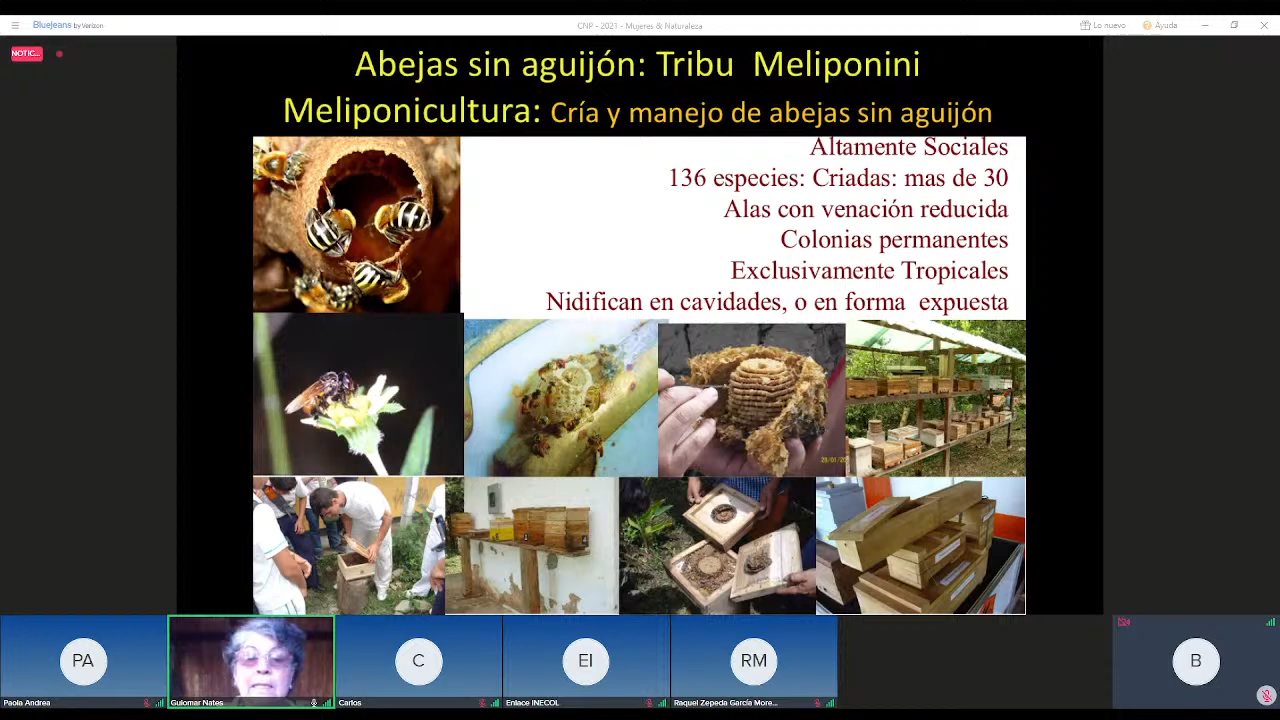 BlueJeans by Verizon
CNP - 2021 - Mujeres & Naturaleza
Lo nuevo
Ayuda
NOTIC...
Abejas sin aguijón: Tribu Meliponini
Meliponicultura: Cría y manejo de abejas sin aguijón
Altamente Sociales
136 especies: Criadas: mas de 30
Alas con venación reducida
Colonias permanentes
Exclusivamente Tropicales
Nidifican en cavidades, o en forma expuesta
PA
C
EI
RM
B
Paola Andrea
Guiomar Nates
Carlos
Enlace INECOL
Raquel Zepeda García More...